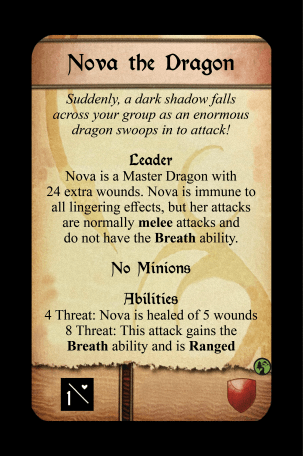 Nova the Dragon
Suddenly, a dark shadow falls
across your group as an enormous
dragon swoops in to attack!
Leader
Nova is a Master Dragon with
24 extra wounds. Nova is immune to
all lingering effects, but her attacks
are normally melee attacks and
do not have the Breath ability.
No Minions
Abilities
4 Threat: Nova is healed of 5 wounds
8 Threat: This attack gains the
Breath ability and is Ranged
1